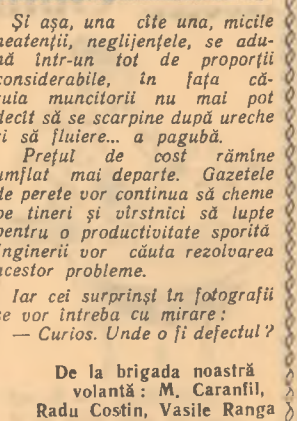 Și așa, una cîte una, micile
neatenții, neglijențele, se adu-
nă într-un tot de proporții
considerabile, în fața că-
ruia muncitorii nu mai pot
decît să se scarpine după ureche
și să fluiere... a pagubă.
Prețul de cost rămîne
umflat mai departe. Gazetele
de perete vor continua să cheme
pe tineri și vîrstnici să lupte
pentru o productivitate sporită
Inginerii vor căuta rezolvarea
acestor probleme.
Iar cei surprinși în fotografii
se vor întreba cu mirare:
— Curios. Unde o fi defectul?
De la brigada noastră
volantă: M. Caranfil,
Radu Costin, Vasile Ranga